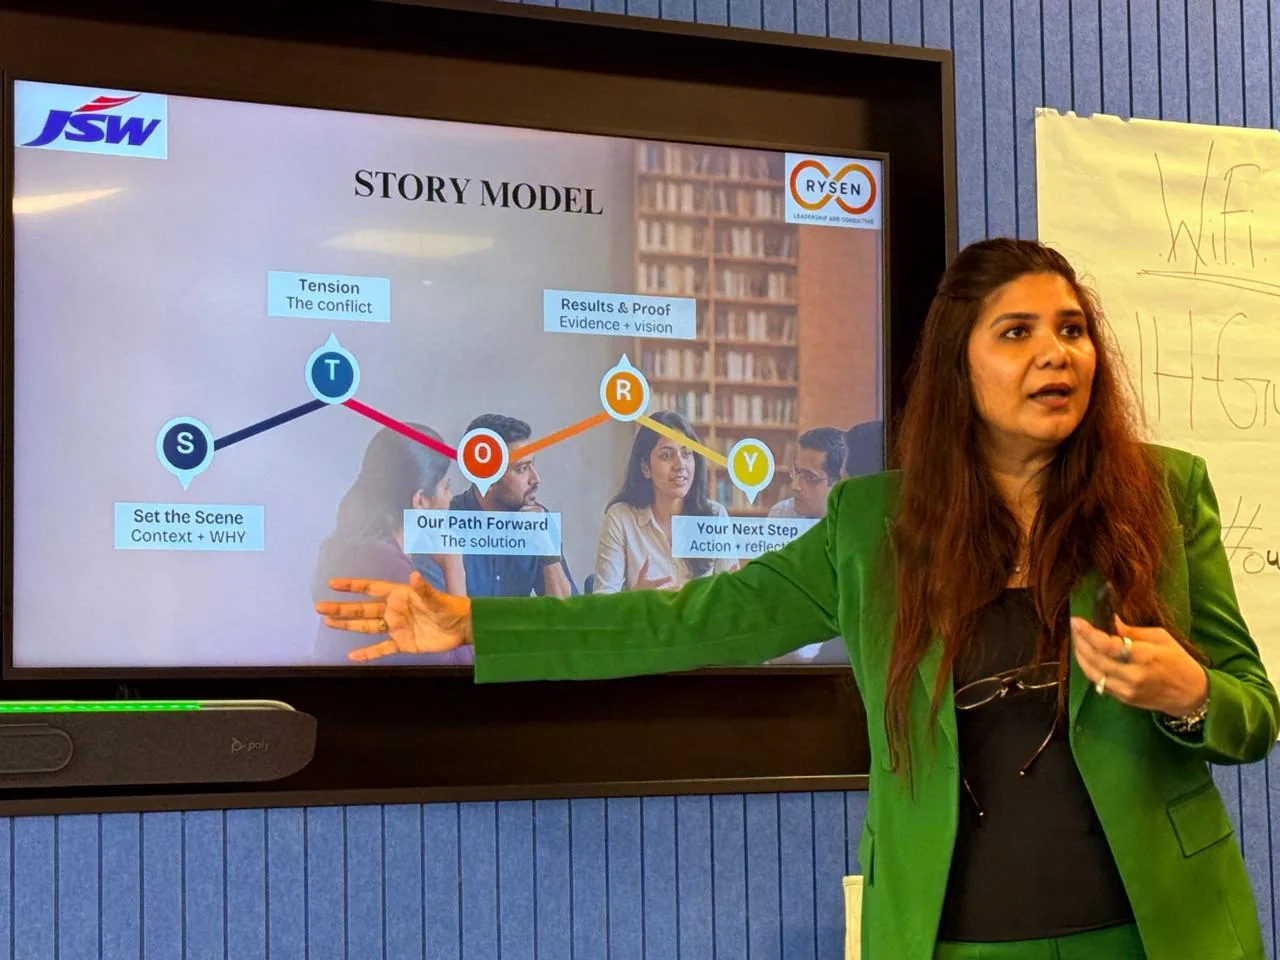 JSW
STORY MODEL
RYSEN
LEADERSHIP AND CONSULTING
Tension
The conflict
Results & Proof
Evidence + vision
T
R
S
O
Y
Set the Scene
Context + WHY
Our Path Forward
The solution
Your Next Step
Action + reflecti
poly
WiFi